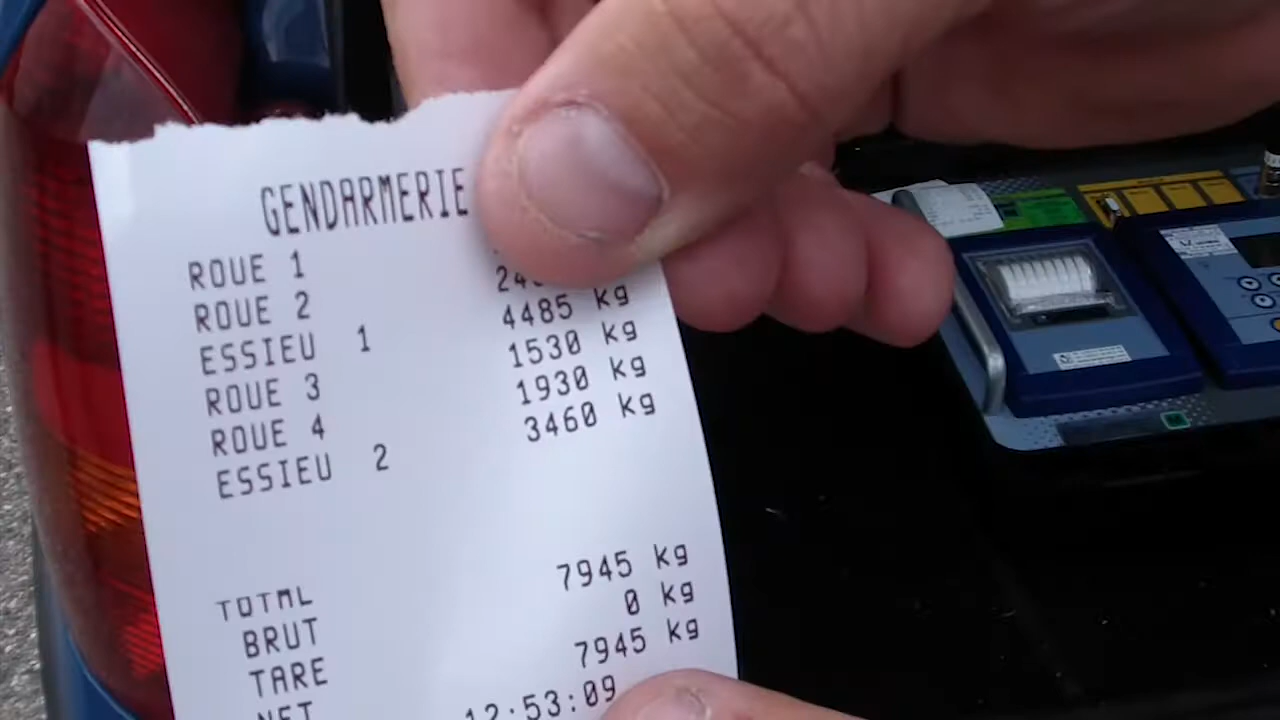 GENDARMERIE
ROUE 1
ROUE 2
ESSIEU 1 4485 kg
ROUE 3 1530 kg
ROUE 4 1930 kg
ESSIEU 2 3460 kg
TOTAL
BRUT 7945 kg
TARE 0 kg
NET 7945 kg
12:53:09